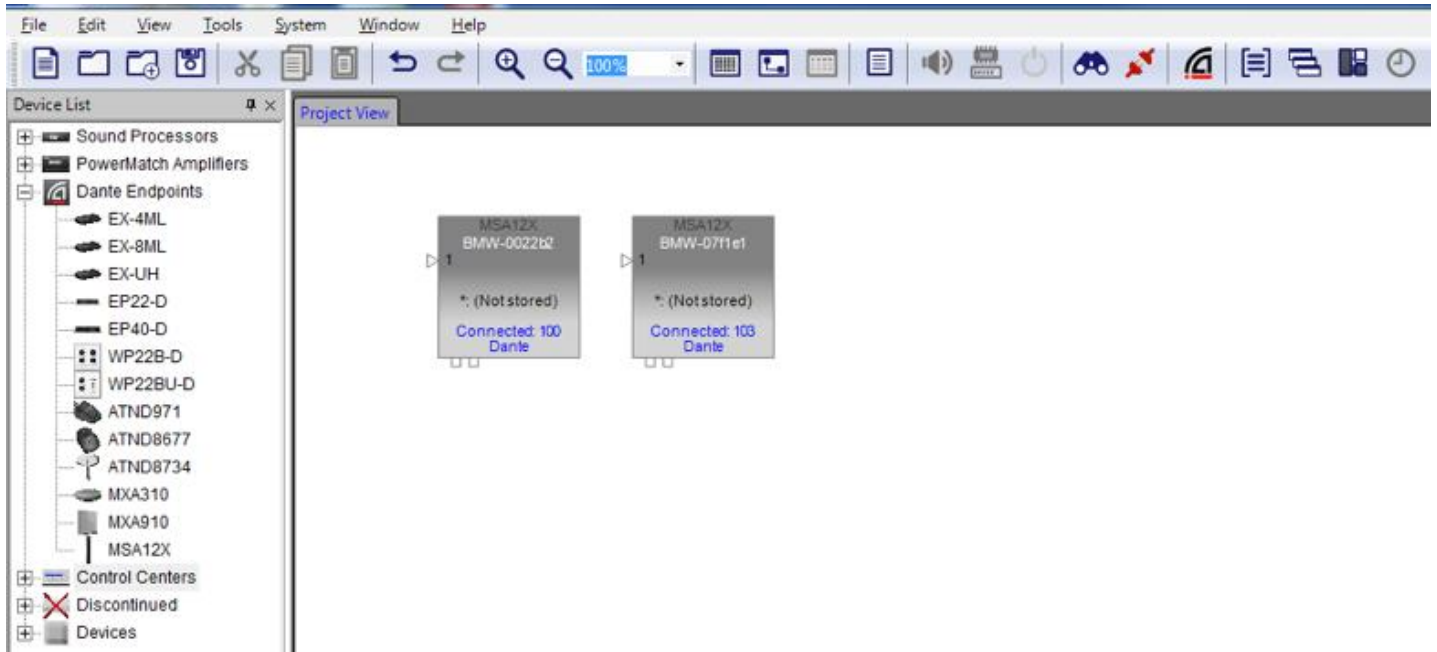 File Edit View Tools System Window Help
100%
Device List
Sound Processors
PowerMatch Amplifiers
Dante Endpoints
EX-4ML
EX-8ML
EX-UH
EP22-D
EP40-D
WP22B-D
WP22BU-D
ATND971
ATND8677
ATND8734
MXA310
MXA910
MSA12X
Control Centers
Discontinued
Devices
Project View
MSA12X
BMW-0022b2
1
*: (Not stored)
Connected: 100
Dante
MSA12X
BMW-07f1e1
1
*: (Not stored)
Connected: 103
Dante